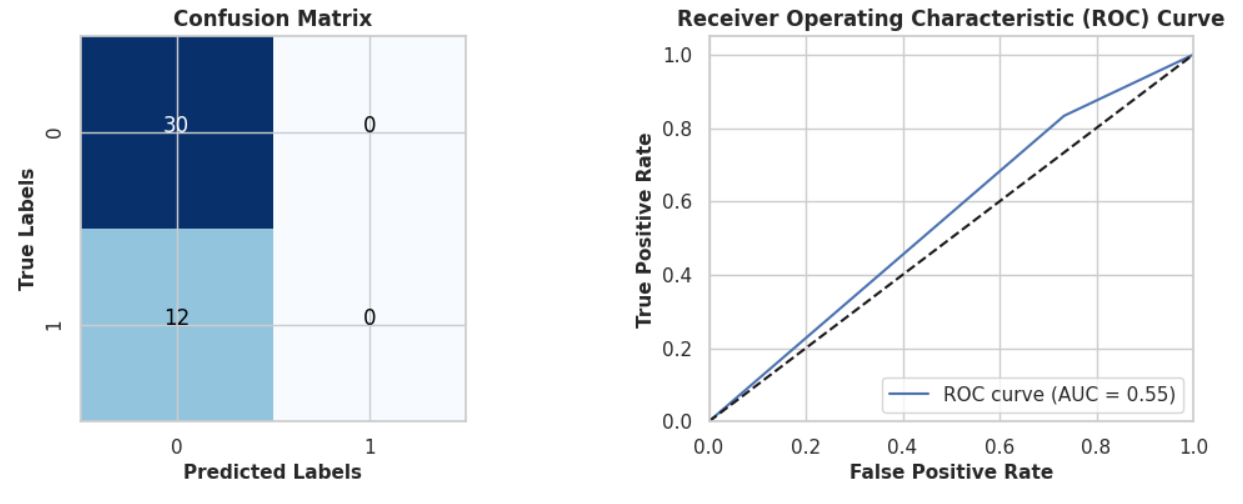 Confusion Matrix
True Labels
0
1
30
0
12
0
0
1
Predicted Labels
Receiver Operating Characteristic (ROC) Curve
True Positive Rate
1.0
0.8
0.6
0.4
0.2
0.0
ROC curve (AUC = 0.55)
0.0 0.2 0.4 0.6 0.8 1.0
False Positive Rate